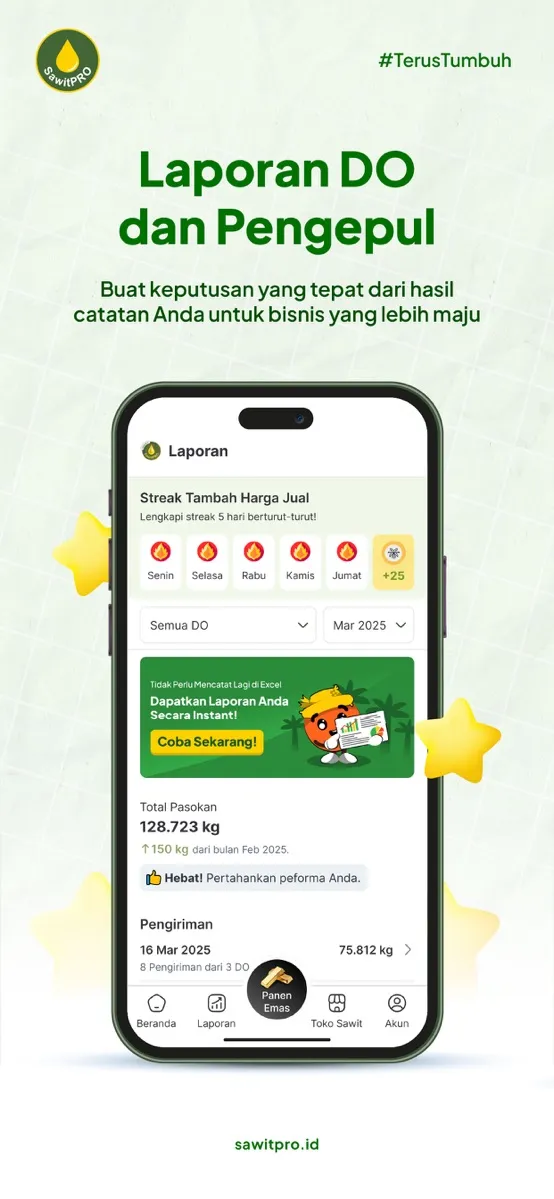 SawitPRO
#TerusTumbuh
Laporan DO
dan Pengepul
Buat keputusan yang tepat dari hasil
catatan Anda untuk bisnis yang lebih maju
Laporan
Streak Tambah Harga Jual
Lengkapi streak 5 hari berturut-turut!
Senin
Selasa
Rabu
Kamis
Jumat
+25
Semua DO
Mar 2025
Tidak Perlu Mencatat Lagi di Excel
Dapatkan Laporan Anda
Secara Instant!
Coba Sekarang!
Total Pasokan
128.723 kg
↑150 kg dari bulan Feb 2025.
Hebat! Pertahankan peforma Anda.
Pengiriman
16 Mar 2025
75.812 kg
8 Pengiriman dari 3 DO
Panen
Emas
Beranda
Laporan
Toko Sawit
Akun
sawitpro.id